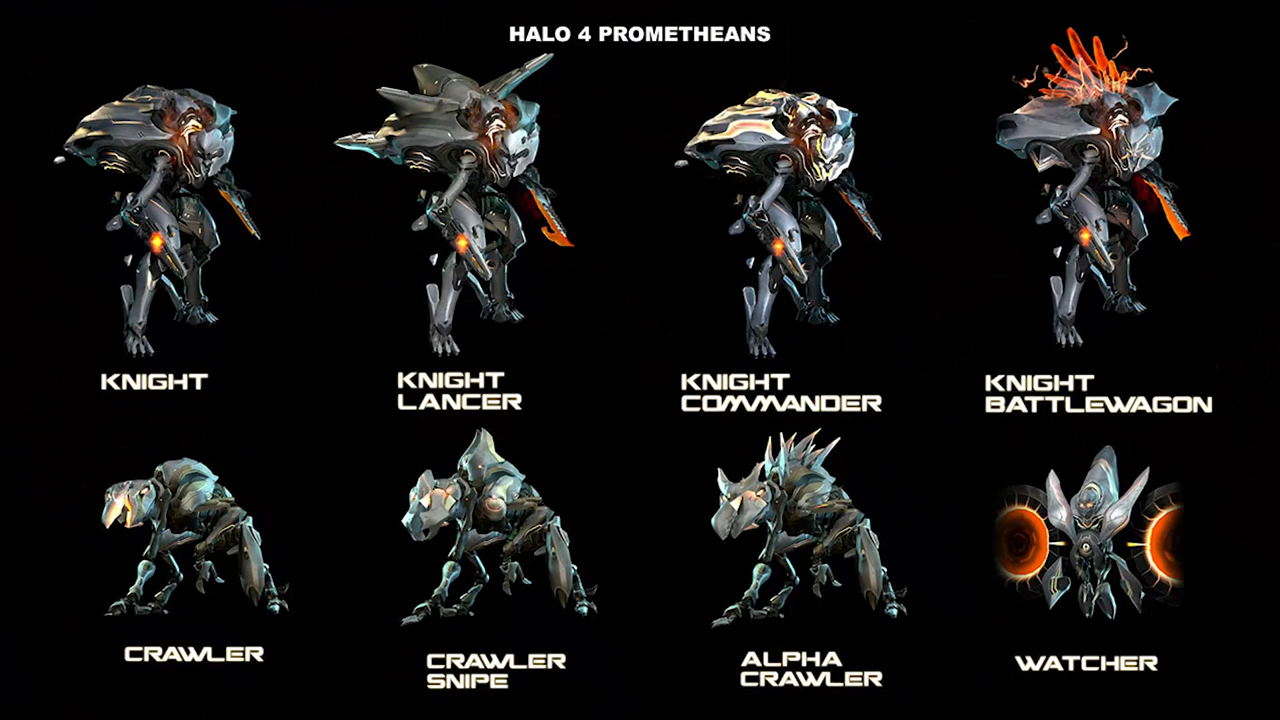 HALO 4 PROMETHEANS
KNIGHT
KNIGHT
LANCER
KNIGHT
COMMANDER
KNIGHT
BATTLEWAGON
CRAWLER
CRAWLER
SNIPE
ALPHA
CRAWLER
WATCHER